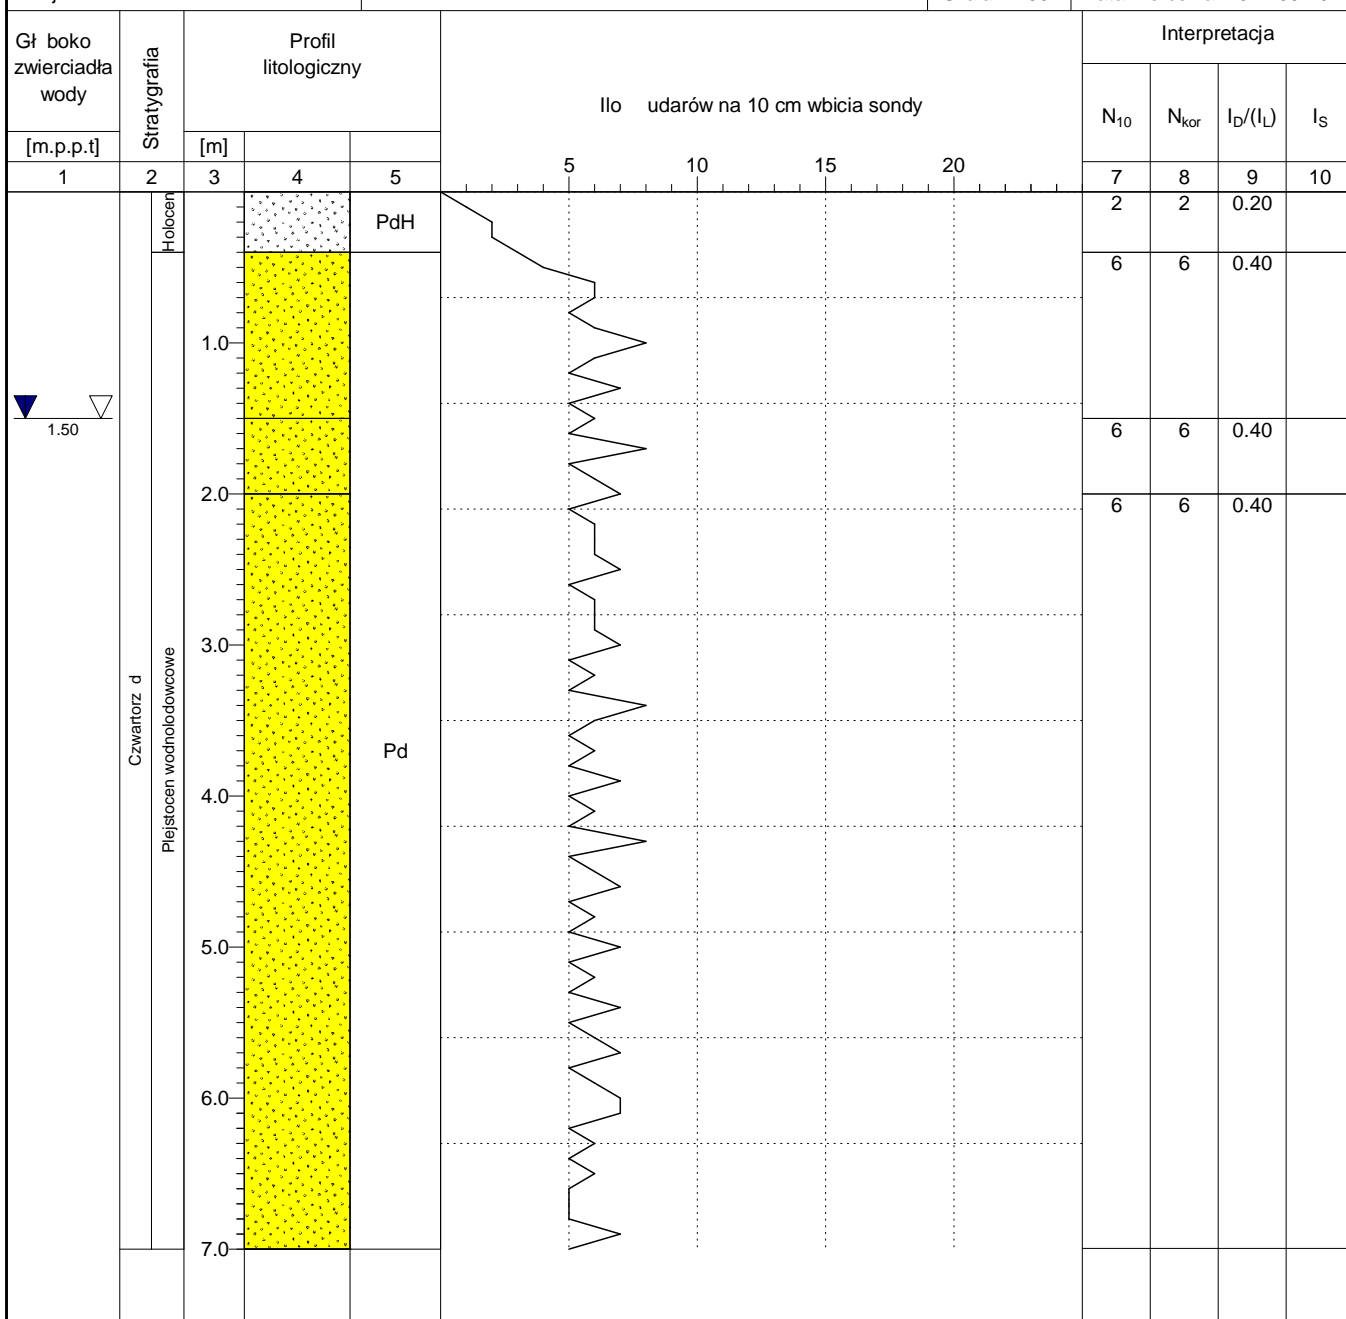 Gł boko
zwierciadła
wody
[m.p.p.t]
Stratygrafia
Profil
litologiczny
[m]
Ilo udarów na 10 cm wbicia sondy
Interpretacja
N10 Nkor ID/(IL) IS
5 10 15 20
1 2 3 4 5 7 8 9 10
Holocen
PdH
2 2 0.20
6 6 0.40
1.0
1.50
6 6 0.40
2.0
6 6 0.40
3.0
Czwartorz d
Plejstocen wodnolodowcowe
Pd
4.0
5.0
6.0
7.0